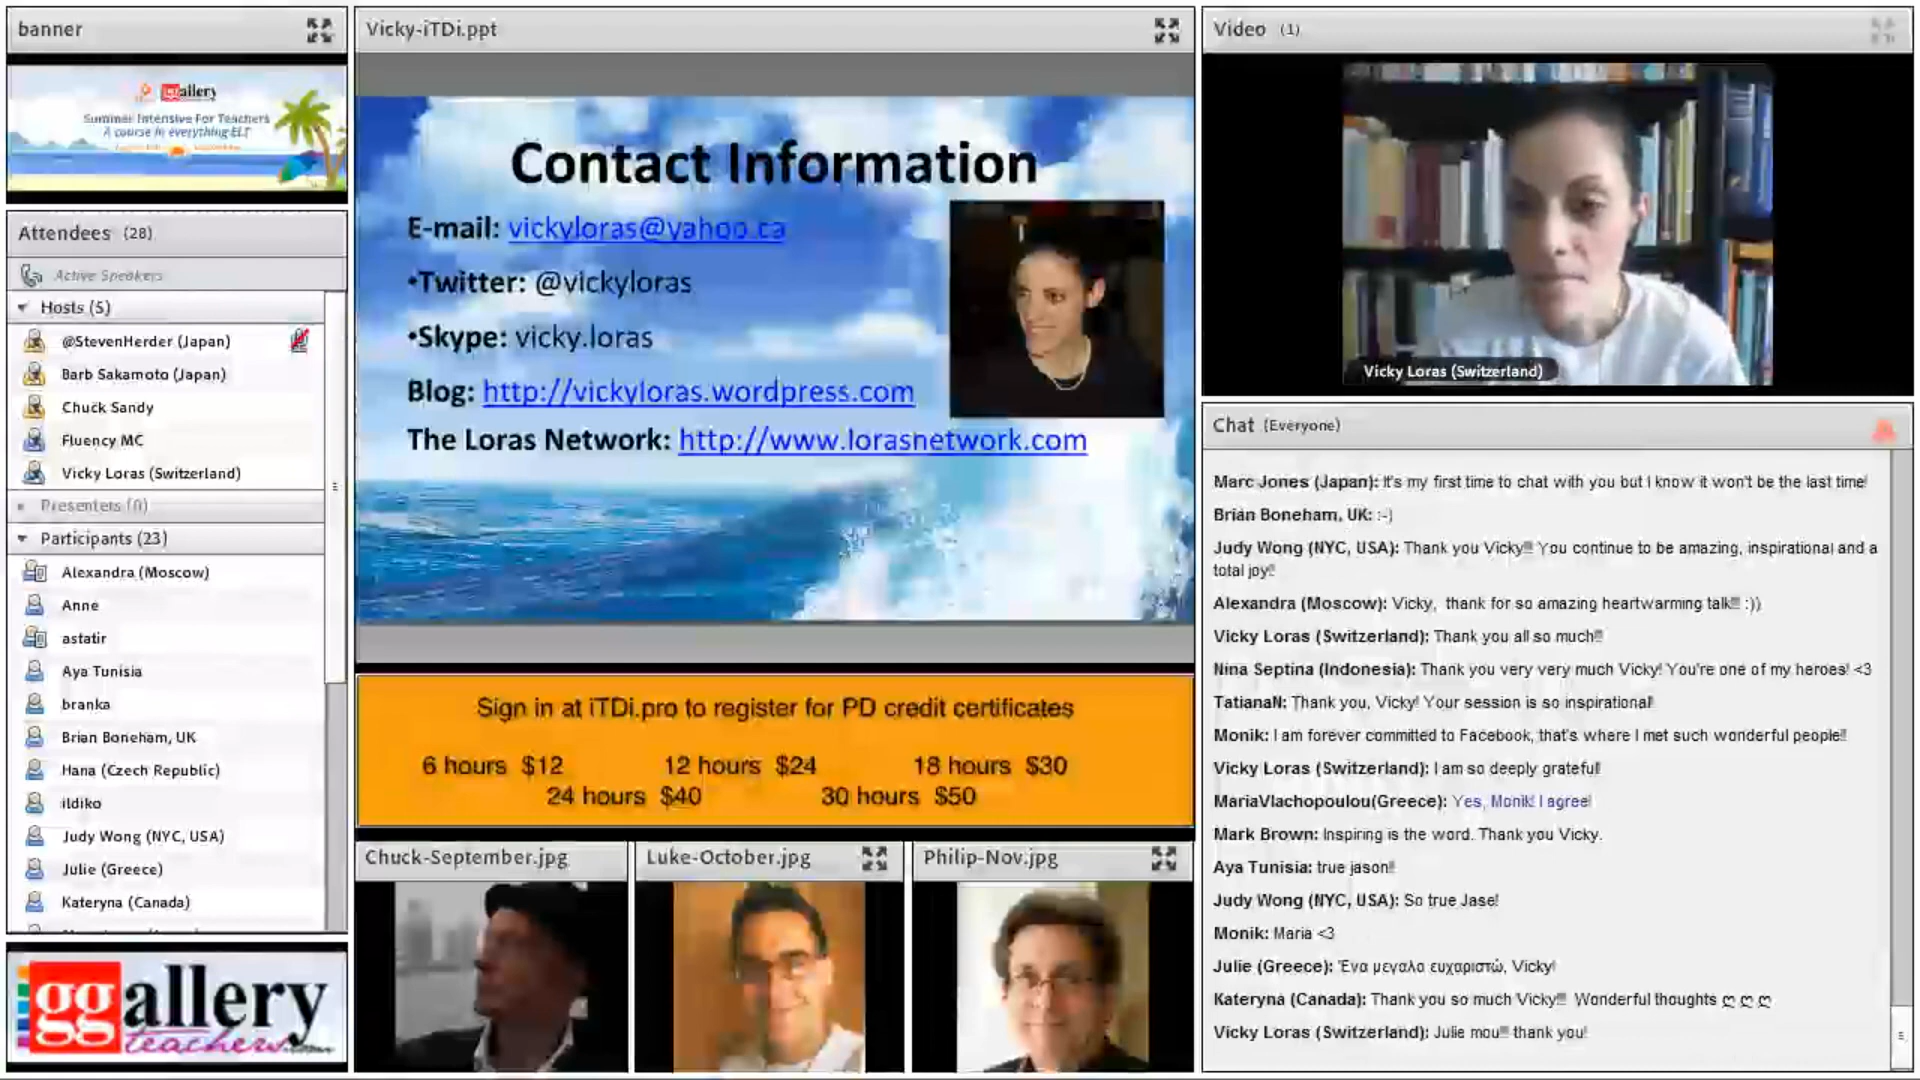 banner
ggallery
Summer Intensive For Teachers
A course in everything ELT
Attendees (28)
Active Speakers
Hosts (5)
@StevenHerder (Japan)
Barb Sakamoto (Japan)
Chuck Sandy
Fluency MC
Vicky Loras (Switzerland)
Presenters (0)
Participants (23)
Alexandra (Moscow)
Anne
astatir
Aya Tunisia
branka
Brian Boneham, UK
Hana (Czech Republic)
ildiko
Judy Wong (NYC, USA)
Julie (Greece)
Kateryna (Canada)
ggallery
teachers.com
Vicky-iTDi.ppt
Contact Information
E-mail: vickyloras@yahoo.ca
•Twitter: @vickyloras
•Skype: vicky.loras
Blog: http://vickyloras.wordpress.com
The Loras Network: http://www.lorasnetwork.com
Sign in at iTDi.pro to register for PD credit certificates
6 hours $12 12 hours $24 18 hours $30
24 hours $40 30 hours $50
Chuck-September.jpg
Luke-October.jpg
Philip-Nov.jpg
Video (1)
Vicky Loras (Switzerland)
Chat (Everyone)
Marc Jones (Japan): It's my first time to chat with you but I know it won't be the last time!
Brian Boneham, UK: :-)
Judy Wong (NYC, USA): Thank you Vicky!!! You continue to be amazing, inspirational and a
total joy!!
Alexandra (Moscow): Vicky, thank for so amazing heartwarming talk!!! :))
Vicky Loras (Switzerland): Thank you all so much!!!
Nina Septina (Indonesia): Thank you very very much Vicky! You're one of my heroes! <3
TatianaN: Thank you, Vicky! Your session is so inspirational!
Monik: I am forever committed to Facebook, that's where I met such wonderful people!!
Vicky Loras (Switzerland): I am so deeply grateful!
MariaVlachopoulou(Greece): Yes, Monik! I agree!
Mark Brown: Inspiring is the word. Thank you Vicky.
Aya Tunisia: true jason!!
Judy Wong (NYC, USA): So true Jase!
Monik: Maria <3
Julie (Greece): Ένα μεγαλο ευχαριστώ, Vicky!
Kateryna (Canada): Thank you so much Vicky!!! Wonderful thoughts ღ ღ ღ
Vicky Loras (Switzerland): Julie mou!!! thank you!